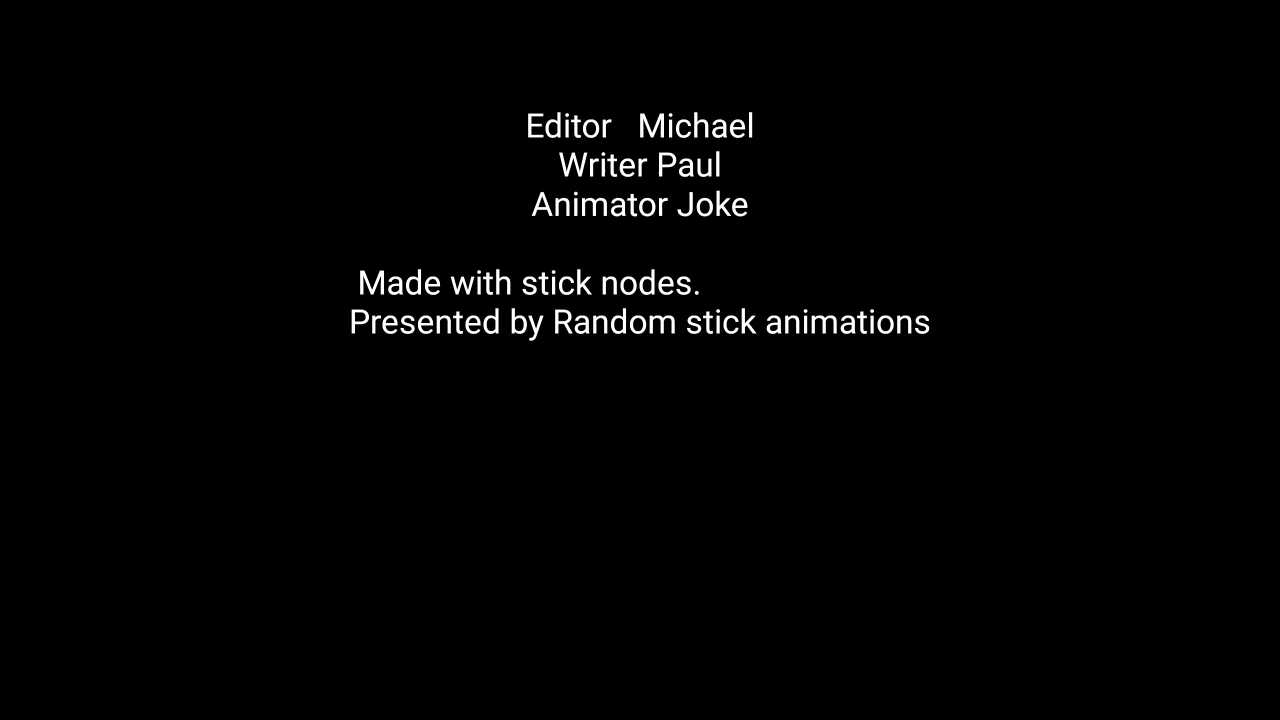 Editor   Michael
Writer Paul
Animator Joke
Made with stick nodes.
Presented by Random stick animations